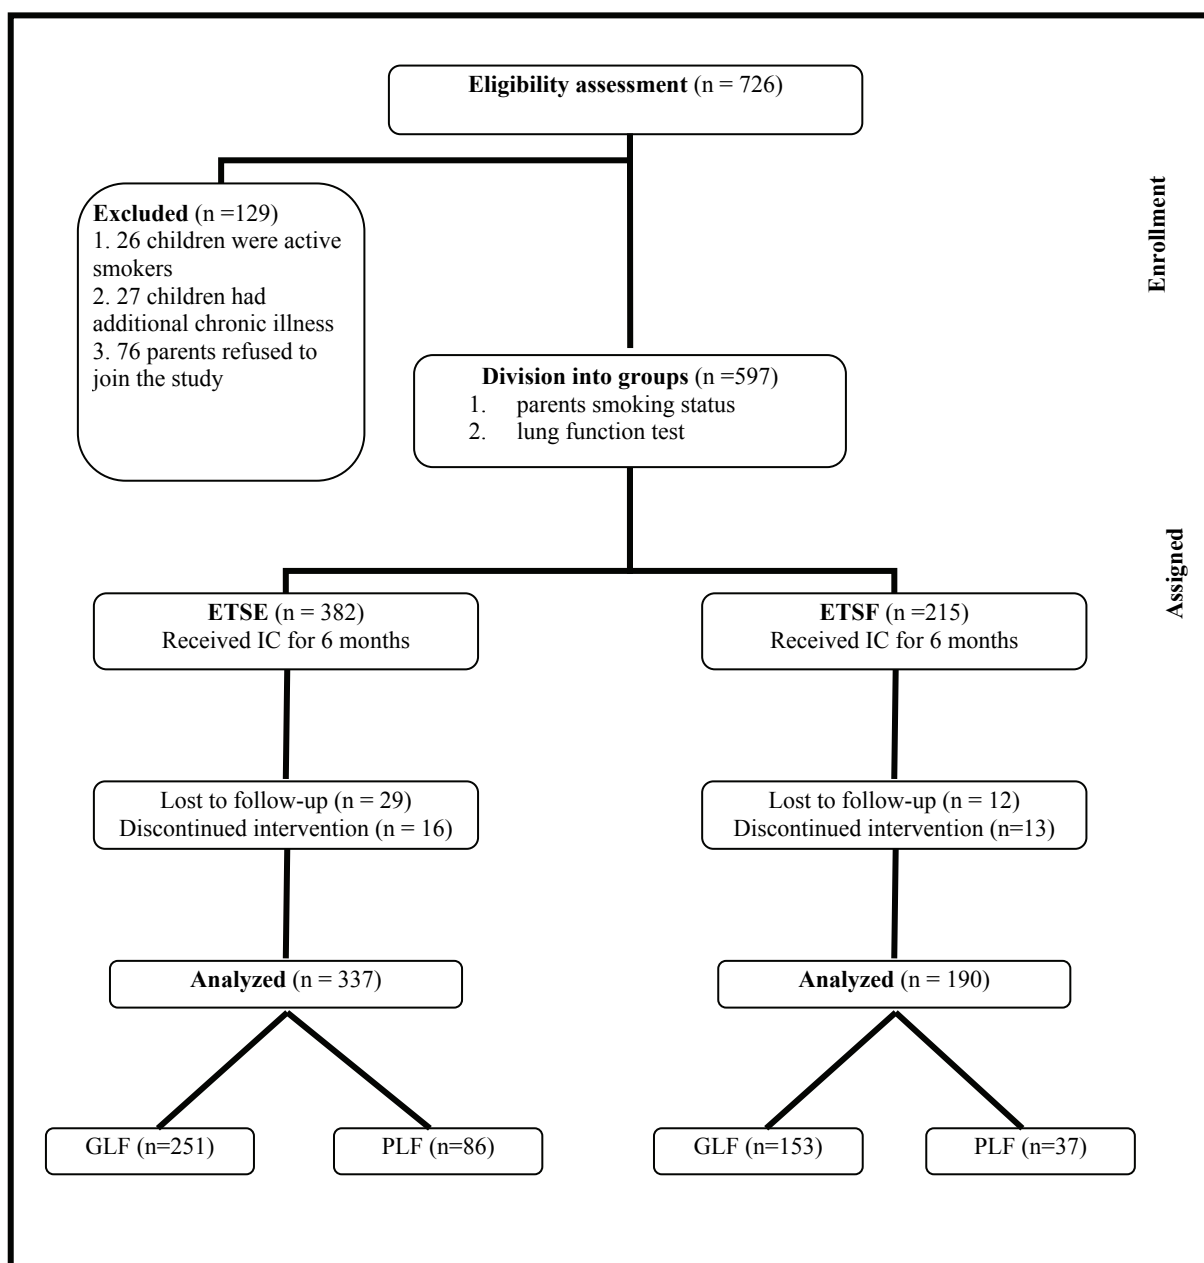 Eligibility assessment (n = 726)
Excluded (n =129)
1. 26 children were active
smokers
2. 27 children had
additional chronic illness
3. 76 parents refused to
join the study
Enrollment
Division into groups (n =597)
1. parents smoking status
2. lung function test
Assigned
ETSE (n = 382)
Received IC for 6 months
ETSF (n =215)
Received IC for 6 months
Lost to follow-up (n = 29)
Discontinued intervention (n = 16)
Lost to follow-up (n = 12)
Discontinued intervention (n=13)
Analyzed (n = 337)
Analyzed (n = 190)
GLF (n=251)
PLF (n=86)
GLF (n=153)
PLF (n=37)